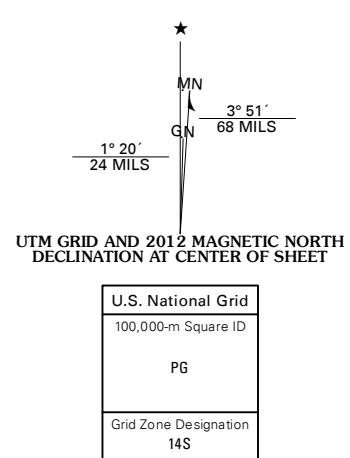 ★
MN
3° 51´
68 MILS
GN
1° 20´
24 MILS
UTM GRID AND 2012 MAGNETIC NORTH
DECLINATION AT CENTER OF SHEET
U.S. National Grid
100,000-m Square ID
PG
Grid Zone Designation
14S